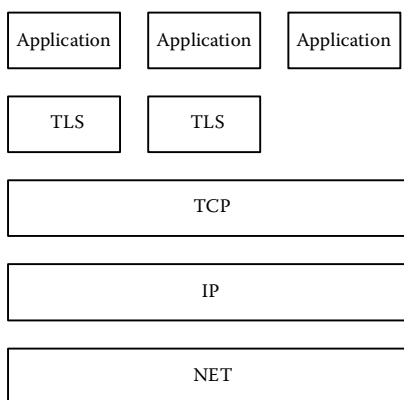 Application Application Application
TLS TLS
TCP
IP
NET